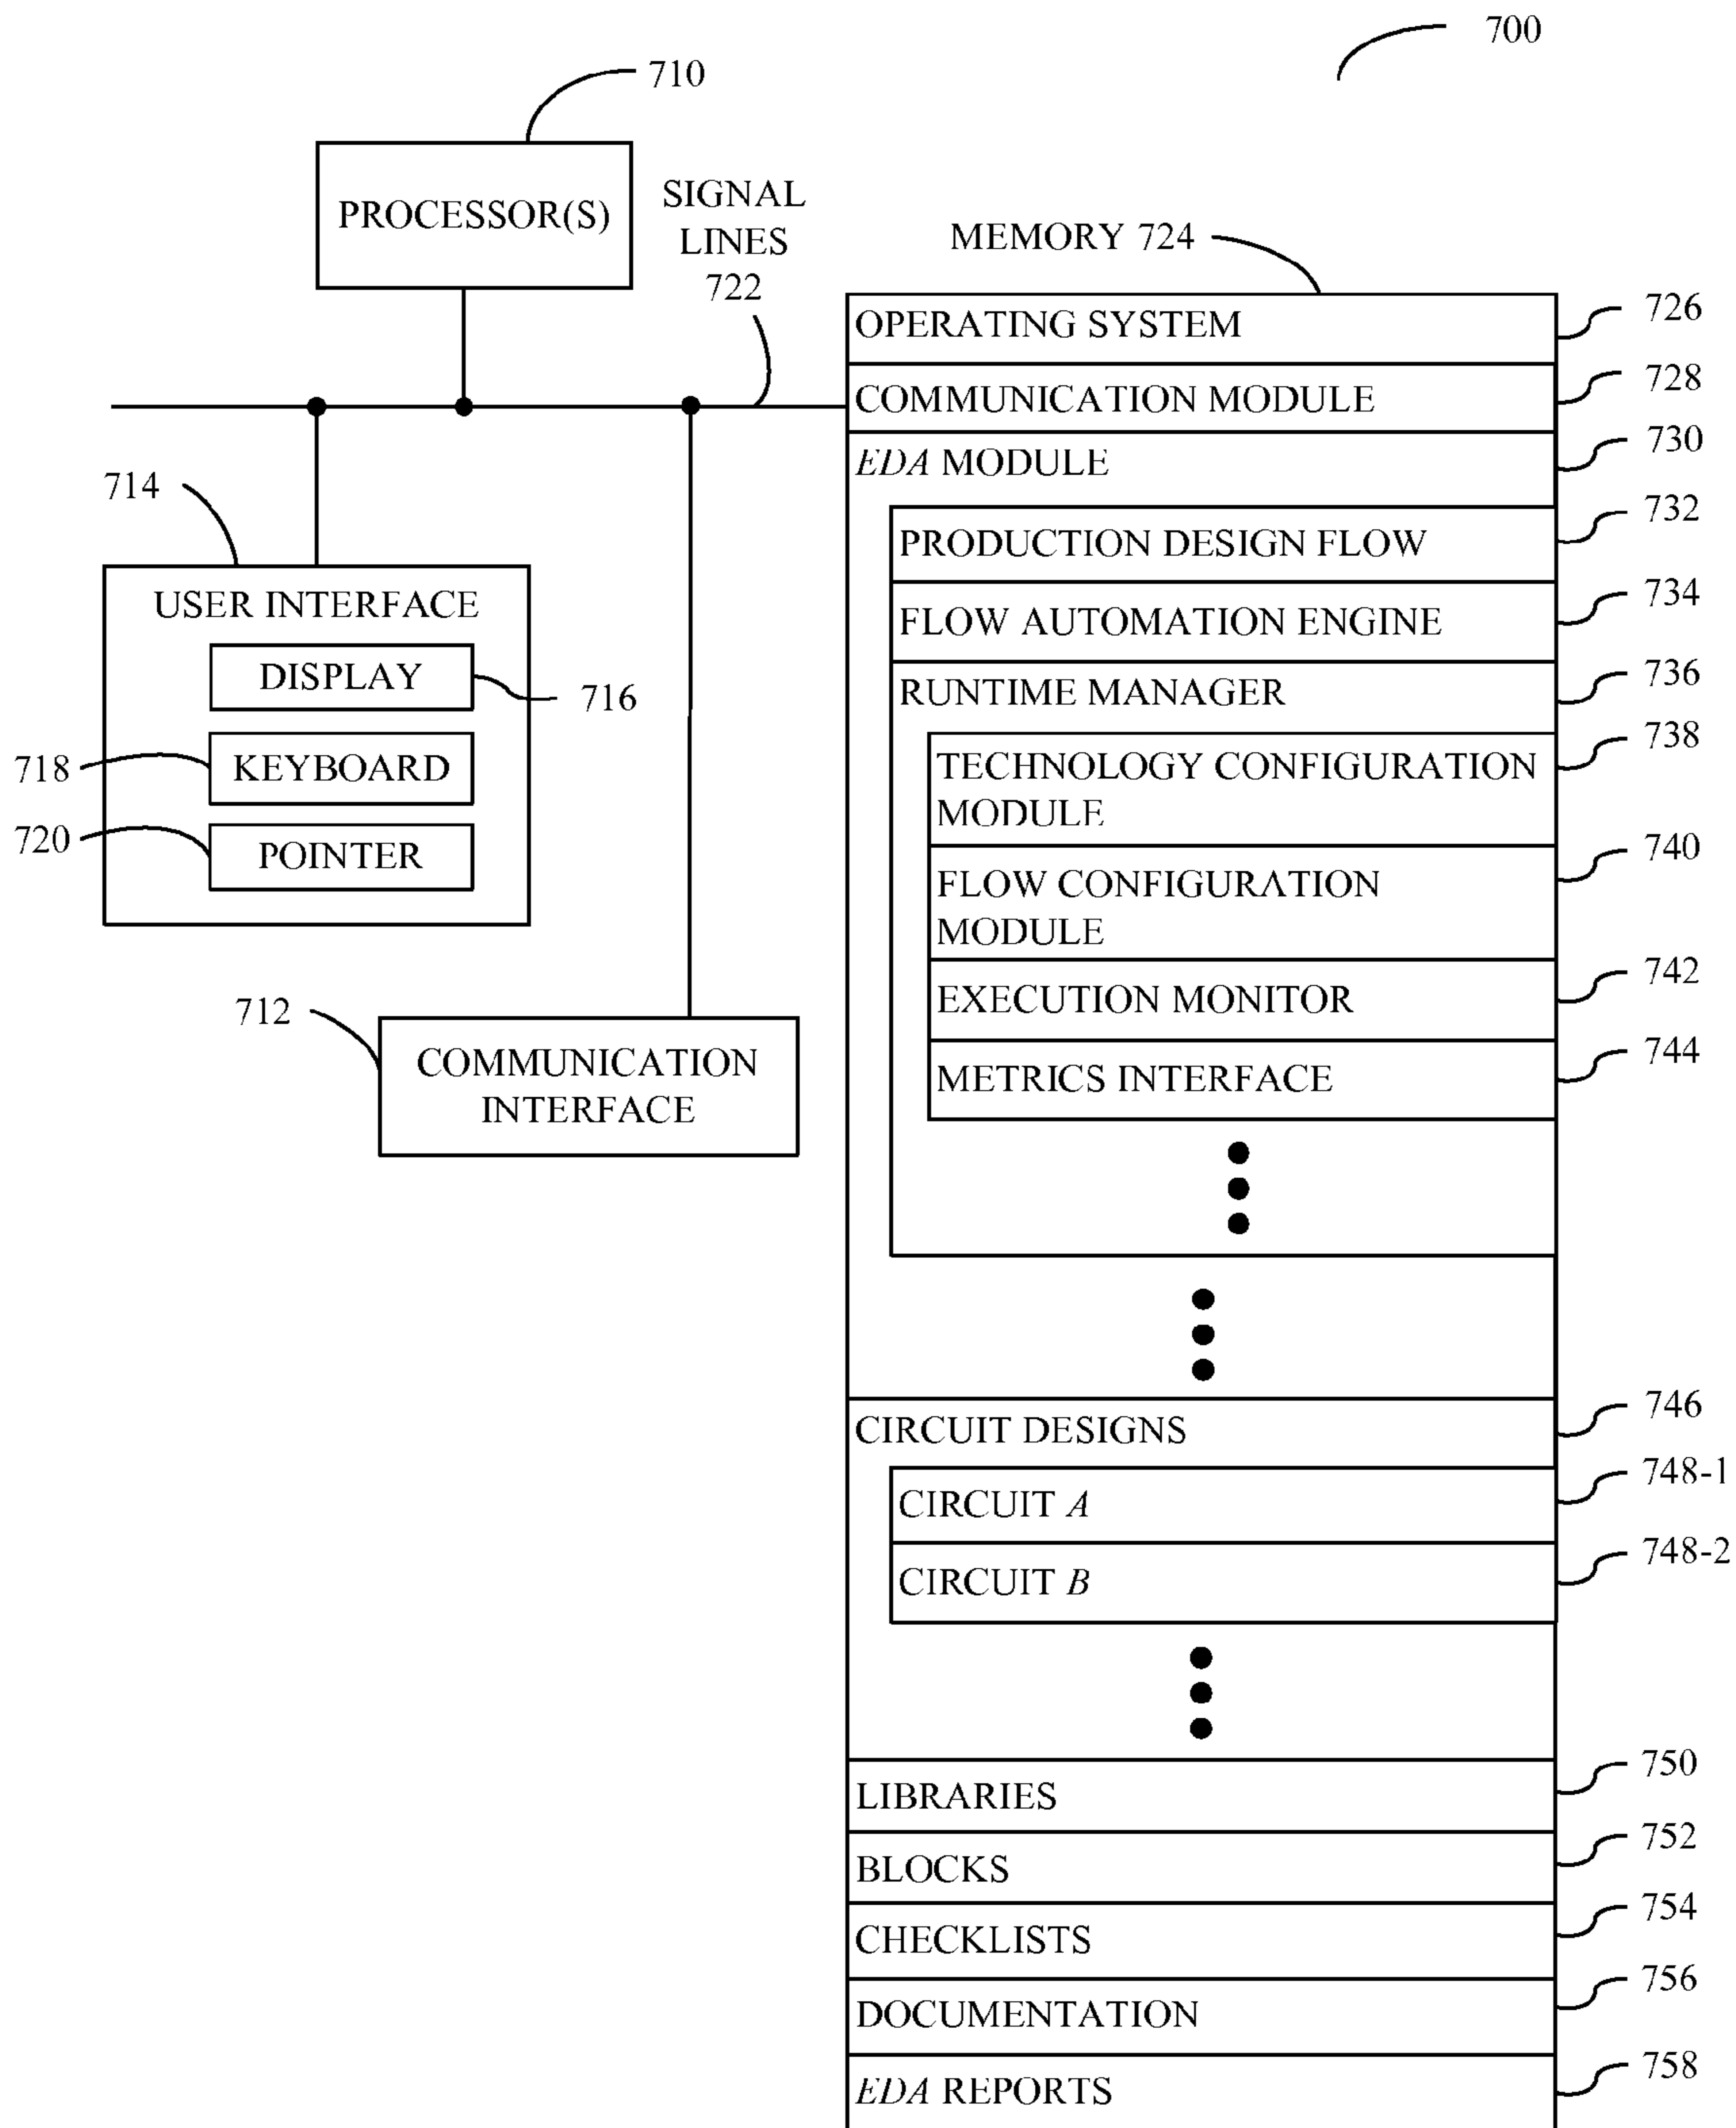 700
710
PROCESSOR(S)
SIGNAL
LINES
722
MEMORY 724
OPERATING SYSTEM
726
COMMUNICATION MODULE
728
EDA MODULE
730
714
USER INTERFACE
DISPLAY
716
718
KEYBOARD
720
POINTER
712
COMMUNICATION
INTERFACE
PRODUCTION DESIGN FLOW
732
FLOW AUTOMATION ENGINE
734
RUNTIME MANAGER
736
TECHNOLOGY CONFIGURATION
MODULE
738
FLOW CONFIGURATION
MODULE
740
EXECUTION MONITOR
742
METRICS INTERFACE
744
CIRCUIT DESIGNS
746
CIRCUIT A
748-1
CIRCUIT B
748-2
LIBRARIES
750
BLOCKS
752
CHECKLISTS
754
DOCUMENTATION
756
EDA REPORTS
758